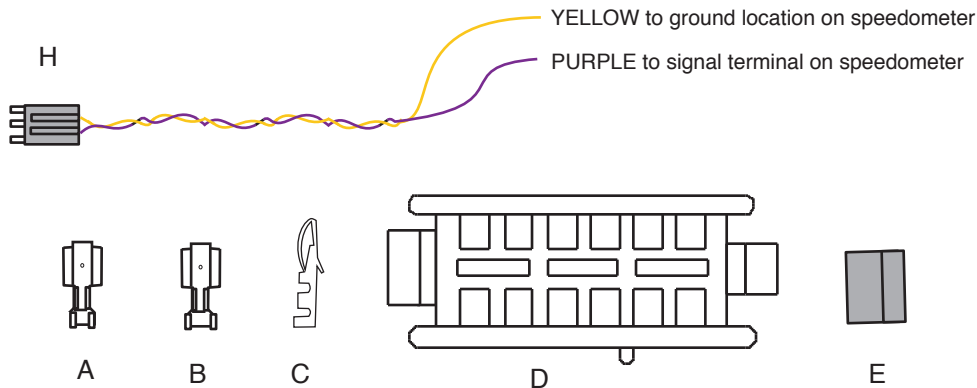 YELLOW to ground location on speedometer
H
PURPLE to signal terminal on speedometer
A
B
C
D
E